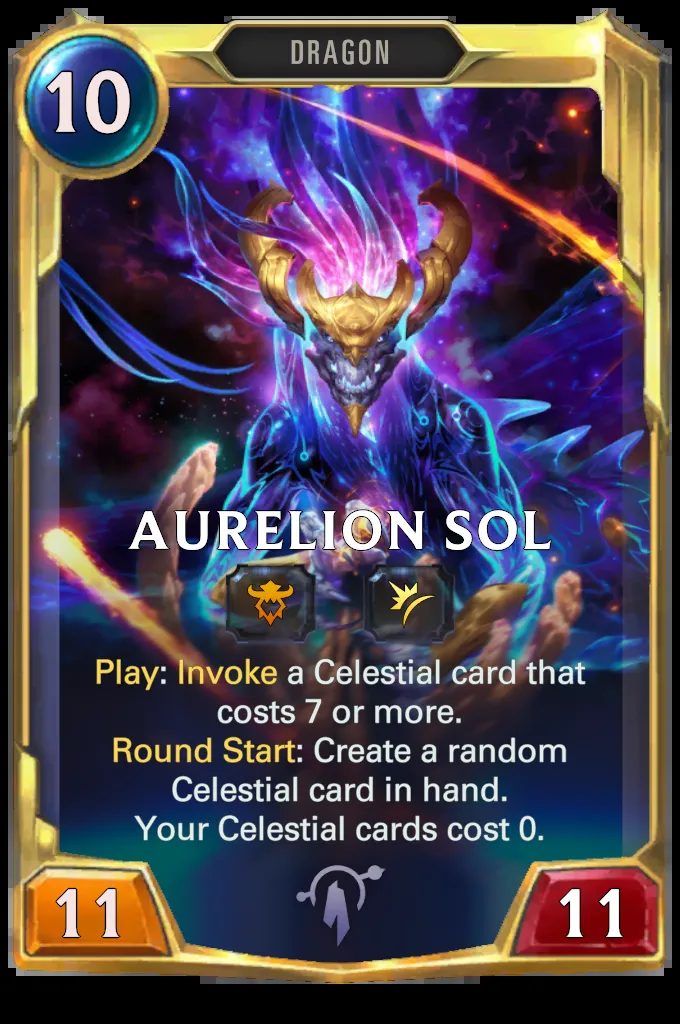 DRAGON
10
AURELION SOL
Play: Invoke a Celestial card that
costs 7 or more.
Round Start: Create a random
Celestial card in hand.
Your Celestial cards cost 0.
11
11